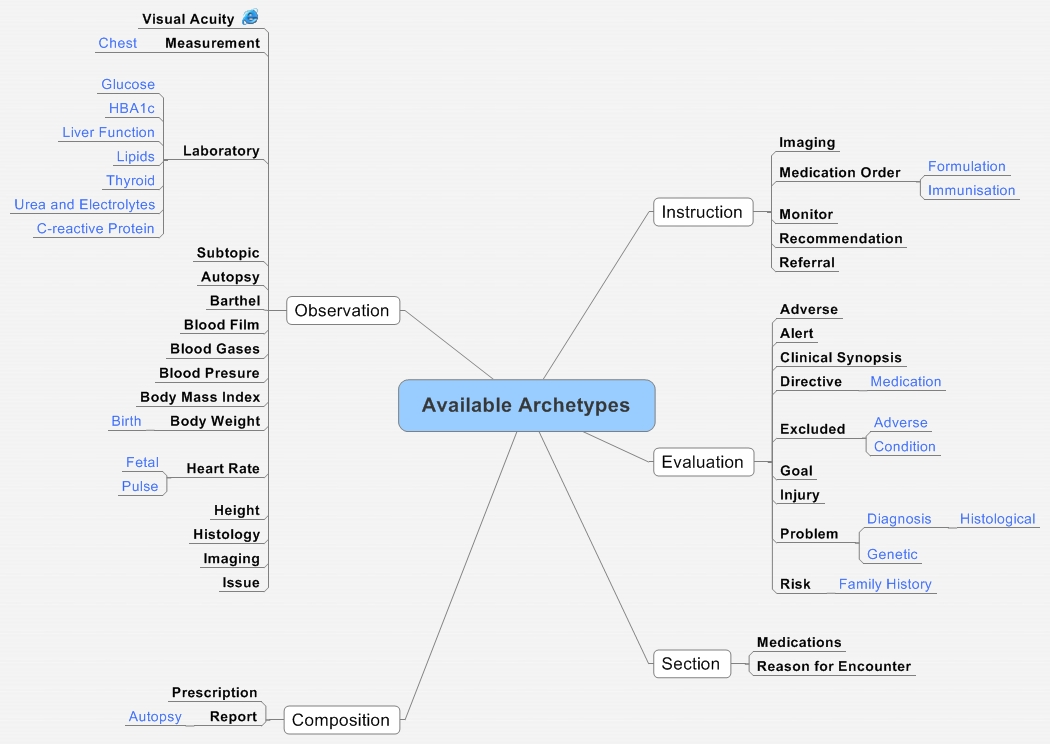 Available Archetypes
Observation
Visual Acuity
Measurement
Chest
Laboratory
Glucose
HBA1c
Liver Function
Lipids
Thyroid
Urea and Electrolytes
C-reactive Protein
Subtopic
Autopsy
Barthel
Blood Film
Blood Gases
Blood Presure
Body Mass Index
Body Weight
Birth
Heart Rate
Fetal
Pulse
Height
Histology
Imaging
Issue
Composition
Prescription
Report
Autopsy
Instruction
Imaging
Medication Order
Formulation
Immunisation
Monitor
Recommendation
Referral
Evaluation
Adverse
Alert
Clinical Synopsis
Directive
Medication
Excluded
Adverse
Condition
Goal
Injury
Problem
Diagnosis
Histological
Genetic
Risk
Family History
Section
Medications
Reason for Encounter